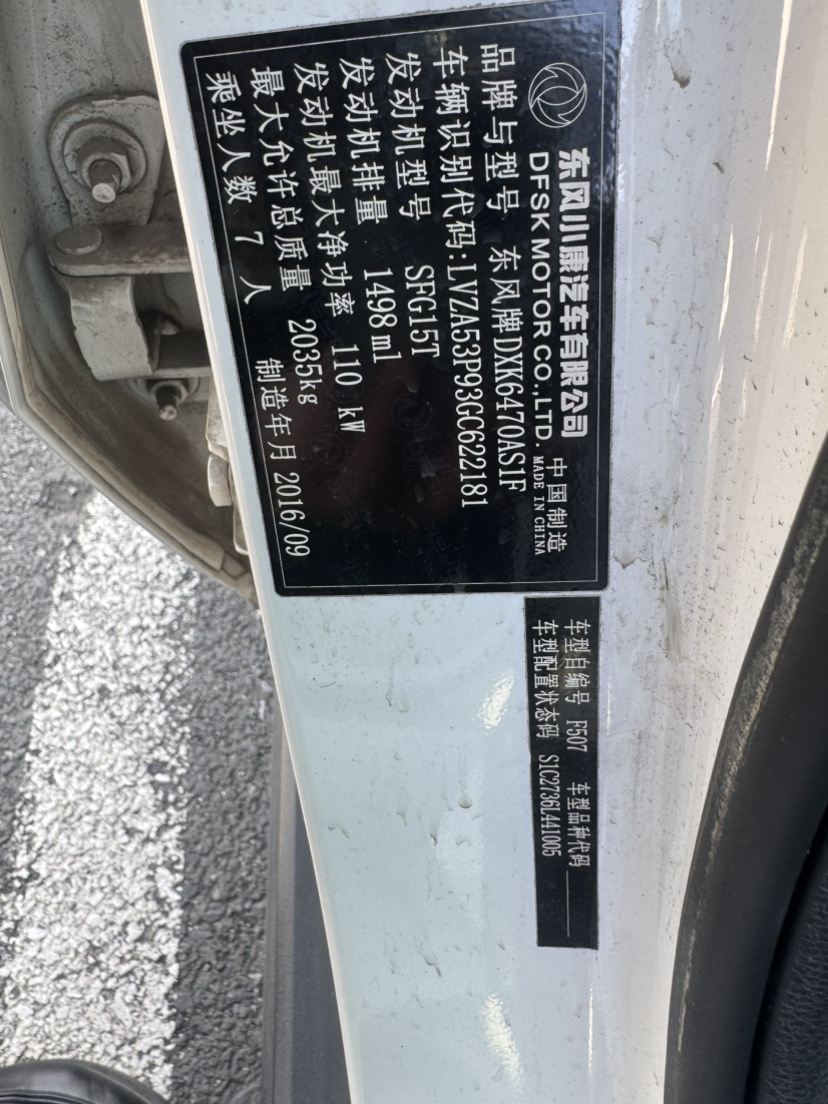 东风小康汽车有限公司
DFSK MOTOR CO.,LTD.
中国制造
MADE IN CHINA
品牌与型号 东风牌DXK6470AS1F
车辆识别代码:LVZA53P93GC622181
发动机型号 SFG15T
发动机排量 1498ml
发动机最大净功率 110 kW
最大允许总质量 2035kg
乘坐人数 7 人 制造年月 2016/09
车型自编号 F507 车型品种代码 ——
车型配置状态码 S1C2736L441005